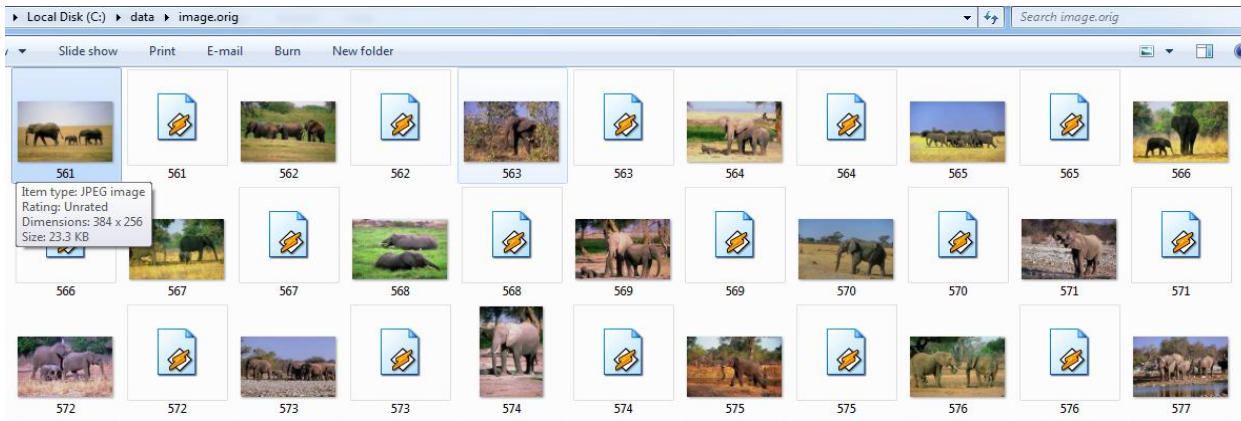 Local Disk (C:) data image.orig Search image.orig
Slide show Print E-mail Burn New folder
561 561 562 562 563 563 564 564 565 565 566
Item type: JPEG image
Rating: Unrated
Dimensions: 384 x 256
Size: 23.3 KB
566 567 567 568 568 569 569 570 570 571 571
572 572 573 573 574 574 575 575 576 576 577